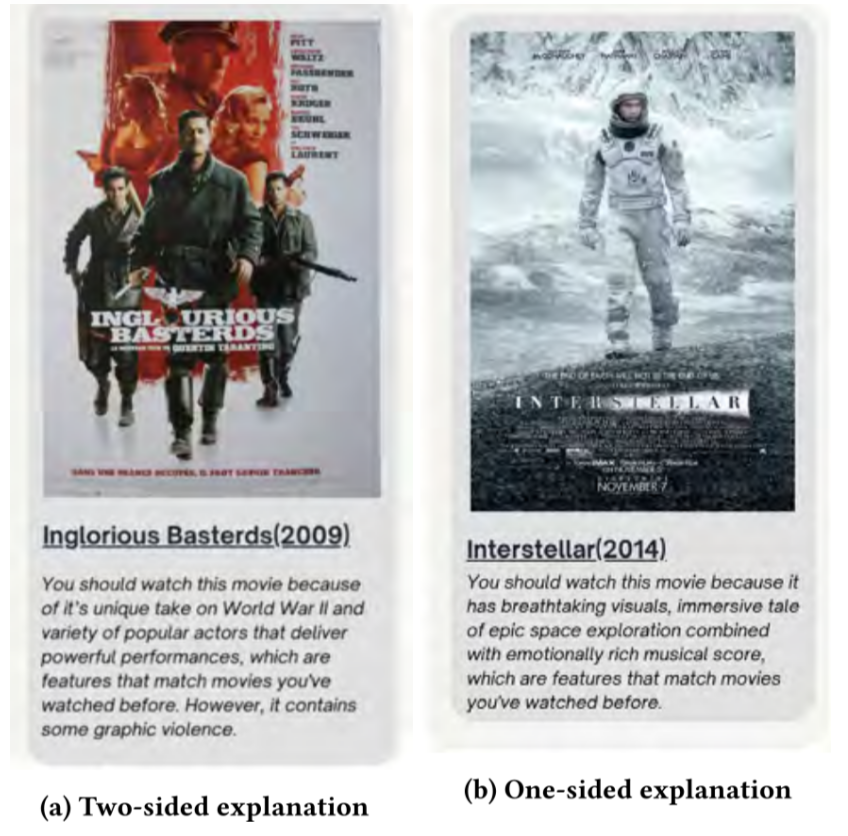 PITT
WALTZ
FASSBENDER
ROTH
KRUGER
BRÜHL
SCHWEIGER
LAURENT
INGLOURIOUS
BASTERDS
QUENTIN TARANTINO
Inglorious Basterds(2009)
You should watch this movie because
of it's unique take on World War II and
variety of popular actors that deliver
powerful performances, which are
features that match movies you've
watched before. However, it contains
some graphic violence.
(a) Two-sided explanation
THE END OF EARTH WILL NOT BE THE END OF US
INTERSTELLAR
NOVEMBER 7
Interstellar(2014)
You should watch this movie because it
has breathtaking visuals, immersive tale
of epic space exploration combined
with emotionally rich musical score,
which are features that match movies
you've watched before.
(b) One-sided explanation